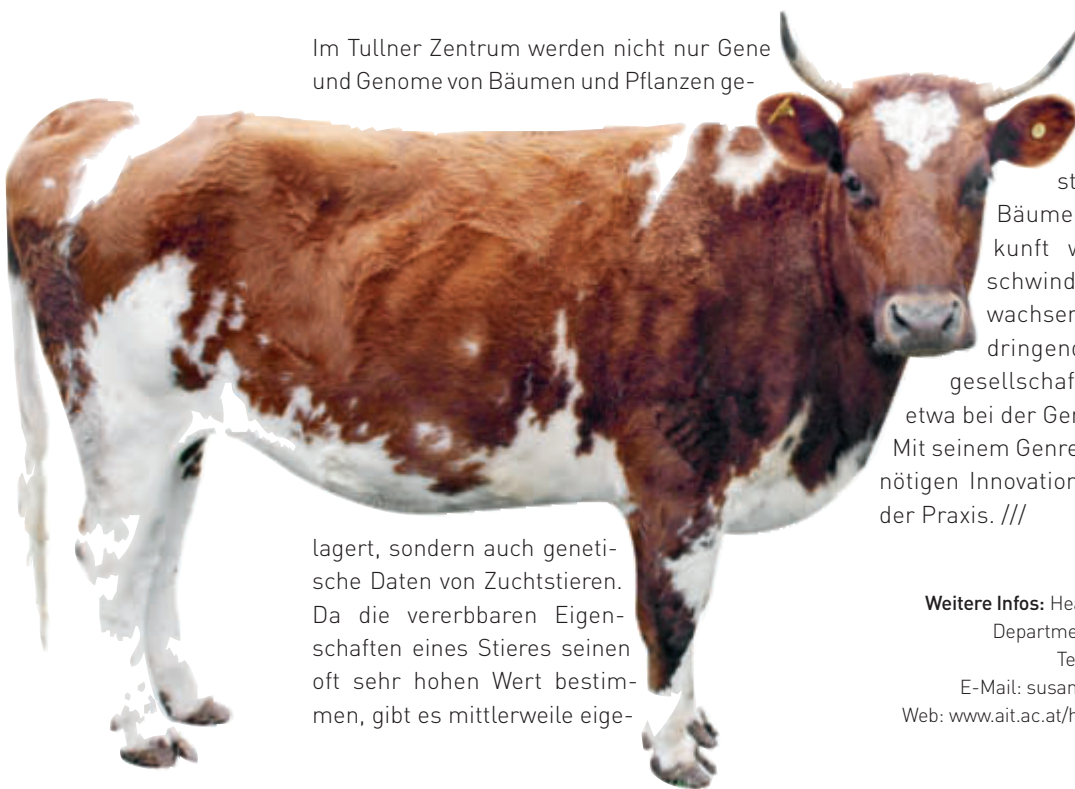 Im Tullner Zentrum werden nicht nur Gene
und Genome von Bäumen und Pflanzen ge-
lagert, sondern auch geneti-
sche Daten von Zuchtstieren.
Da die vererbbaren Eigen-
schaften eines Stieres seinen
oft sehr hohen Wert bestim-
men, gibt es mittlerweile eige-
st
Bäume
kunft w
schwind
wachsen
dringend
gesellschaf
etwa bei der Ger
Mit seinem Genre
nötigen Innovation
der Praxis. ///
Weitere Infos: Hea
Departme
Te
E-Mail: susan
Web: www.ait.ac.at/h